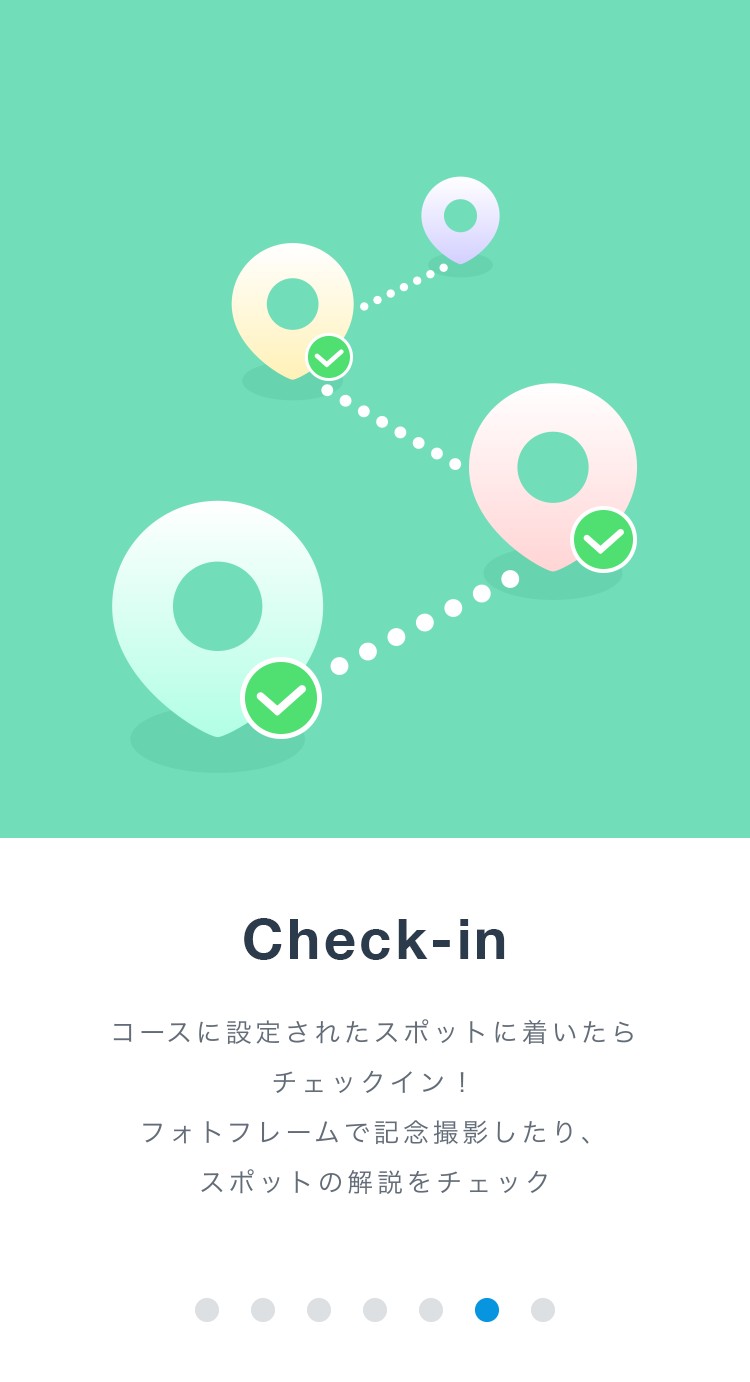 Check-in
コースに設定されたスポットに着いたら
チェックイン！
フォトフレームで記念撮影したり、
スポットの解説をチェック